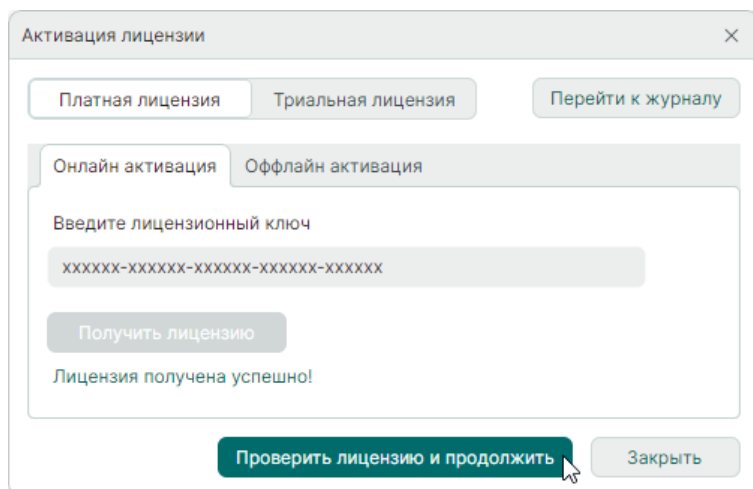 Активация лицензии
Платная лицензия Триальная лицензия Перейти к журналу
Онлайн активация Оффлайн активация
Введите лицензионный ключ
xxxxxx-xxxxxx-xxxxxx-xxxxxx-xxxxxx
Получить лицензию
Лицензия получена успешно!
Проверить лицензию и продолжить Закрыть